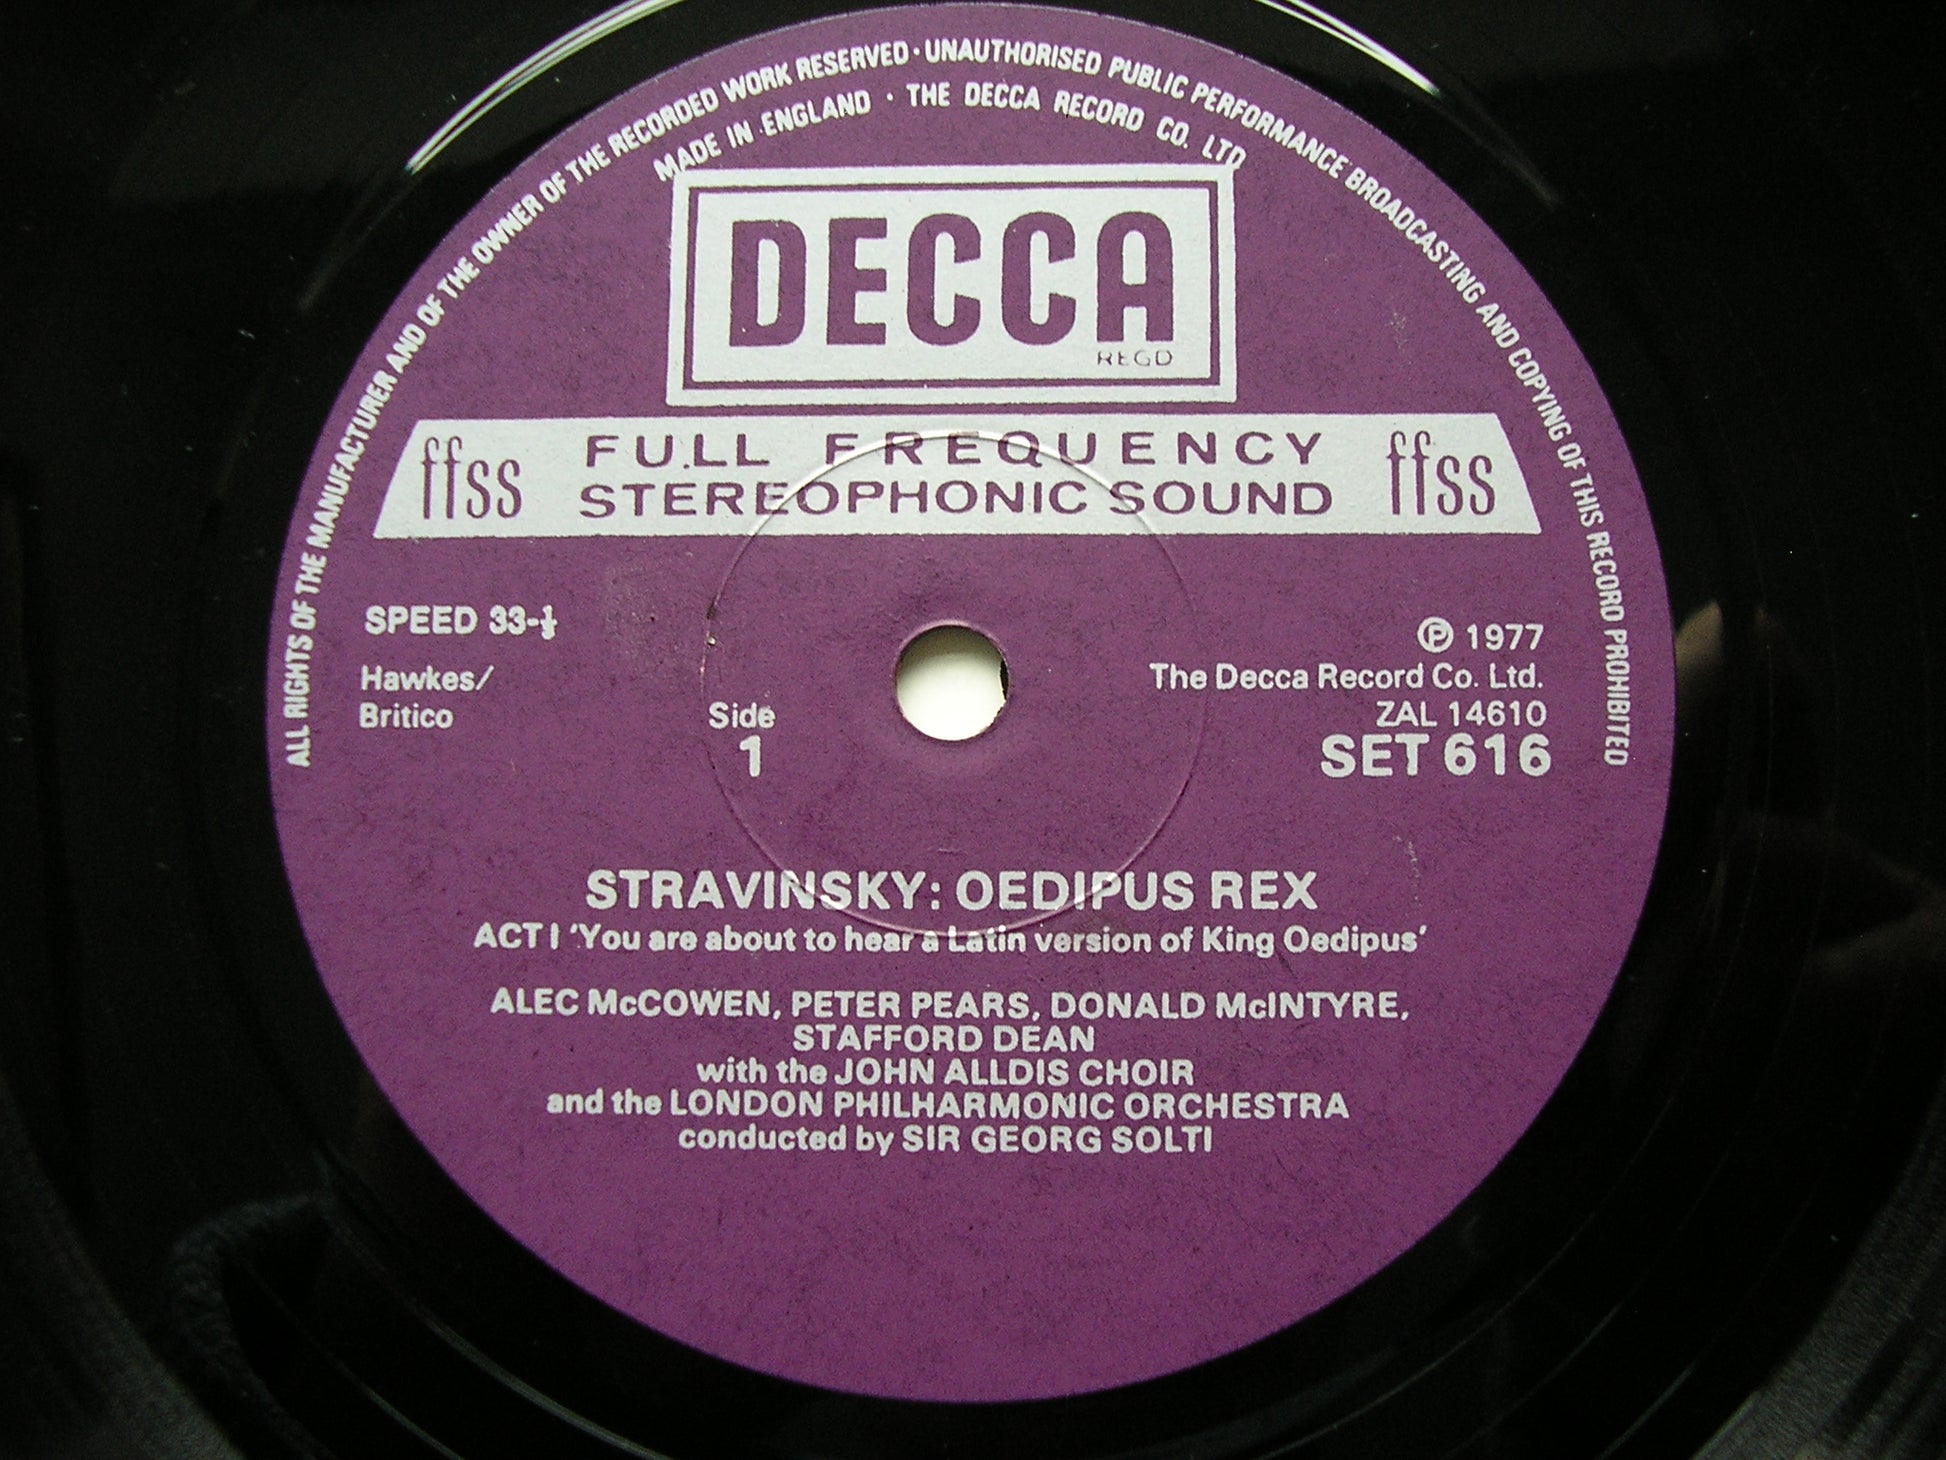 ALL RIGHTS OF THE MANUFACTURER AND OF THE OWNER OF THE RECORDED WORK RESERVED · UNAUTHORISED PUBLIC PERFORMANCE BROADCASTING AND COPYING OF THIS RECORD PROHIBITED
MADE IN ENGLAND · THE DECCA RECORD CO. LTD
DECCA
REGD
ffss FULL FREQUENCY ffss
STEREOPHONIC SOUND
SPEED 33-⅓
Hawkes/
Britico
Side
1
℗ 1977
The Decca Record Co. Ltd.
ZAL 14610
SET 616
STRAVINSKY: OEDIPUS REX
ACT I 'You are about to hear a Latin version of King Oedipus'
ALEC McCOWEN, PETER PEARS, DONALD McINTYRE,
STAFFORD DEAN
with the JOHN ALLDIS CHOIR
and the LONDON PHILHARMONIC ORCHESTRA
conducted by SIR GEORG SOLTI